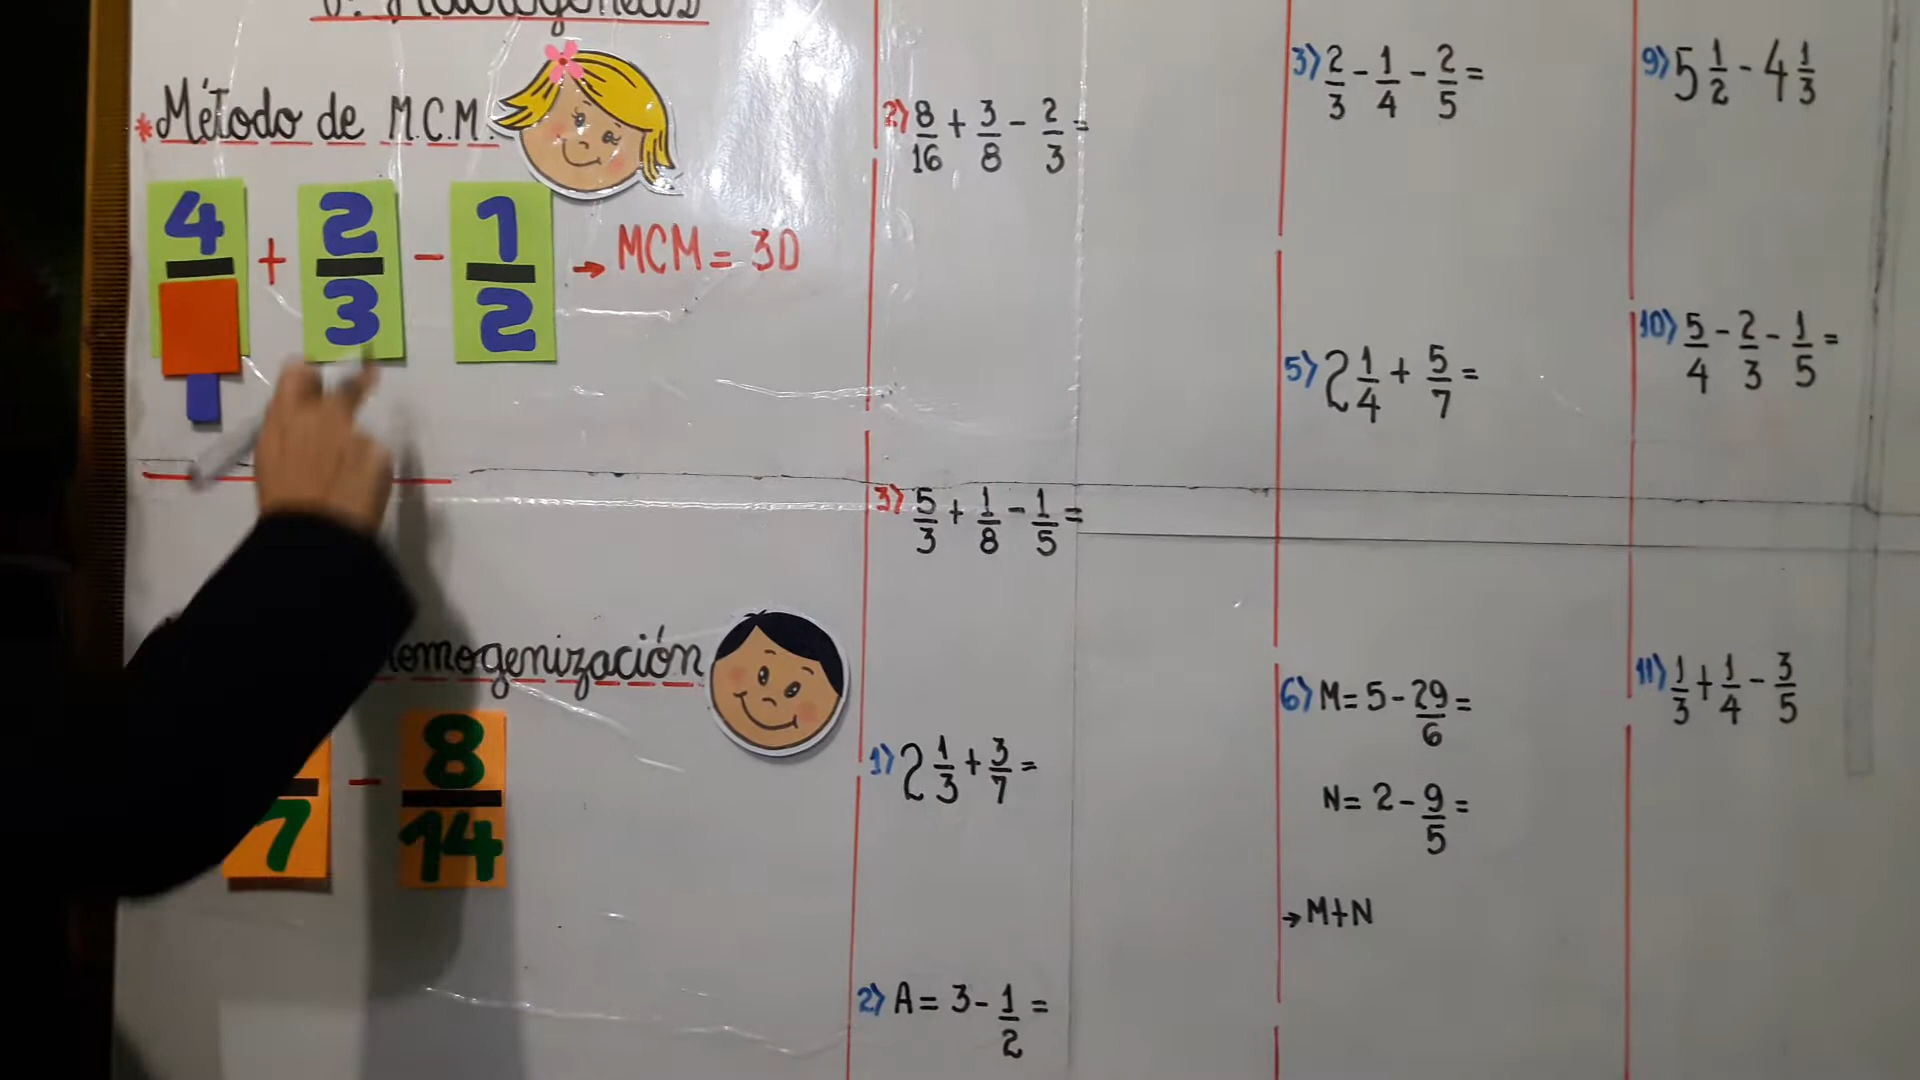 *Método de M.C.M.
4 + 2/3 - 1/2 → MCM = 30
omogenización
7 - 8/14
2) 8/16 + 3/8 - 2/3 =
3) 5/3 + 1/8 - 1/5 =
1) 2 1/3 + 3/7 =
2) A = 3 - 1/2 =
3) 2/3 - 1/4 - 2/5 =
5) 2 1/4 + 5/7 =
6) M = 5 - 29/6 =
N = 2 - 9/5 =
→ M+N
9) 5 1/2 - 4 1/3
10) 5/4 - 2/3 - 1/5 =
11) 1/3 + 1/4 - 3/5